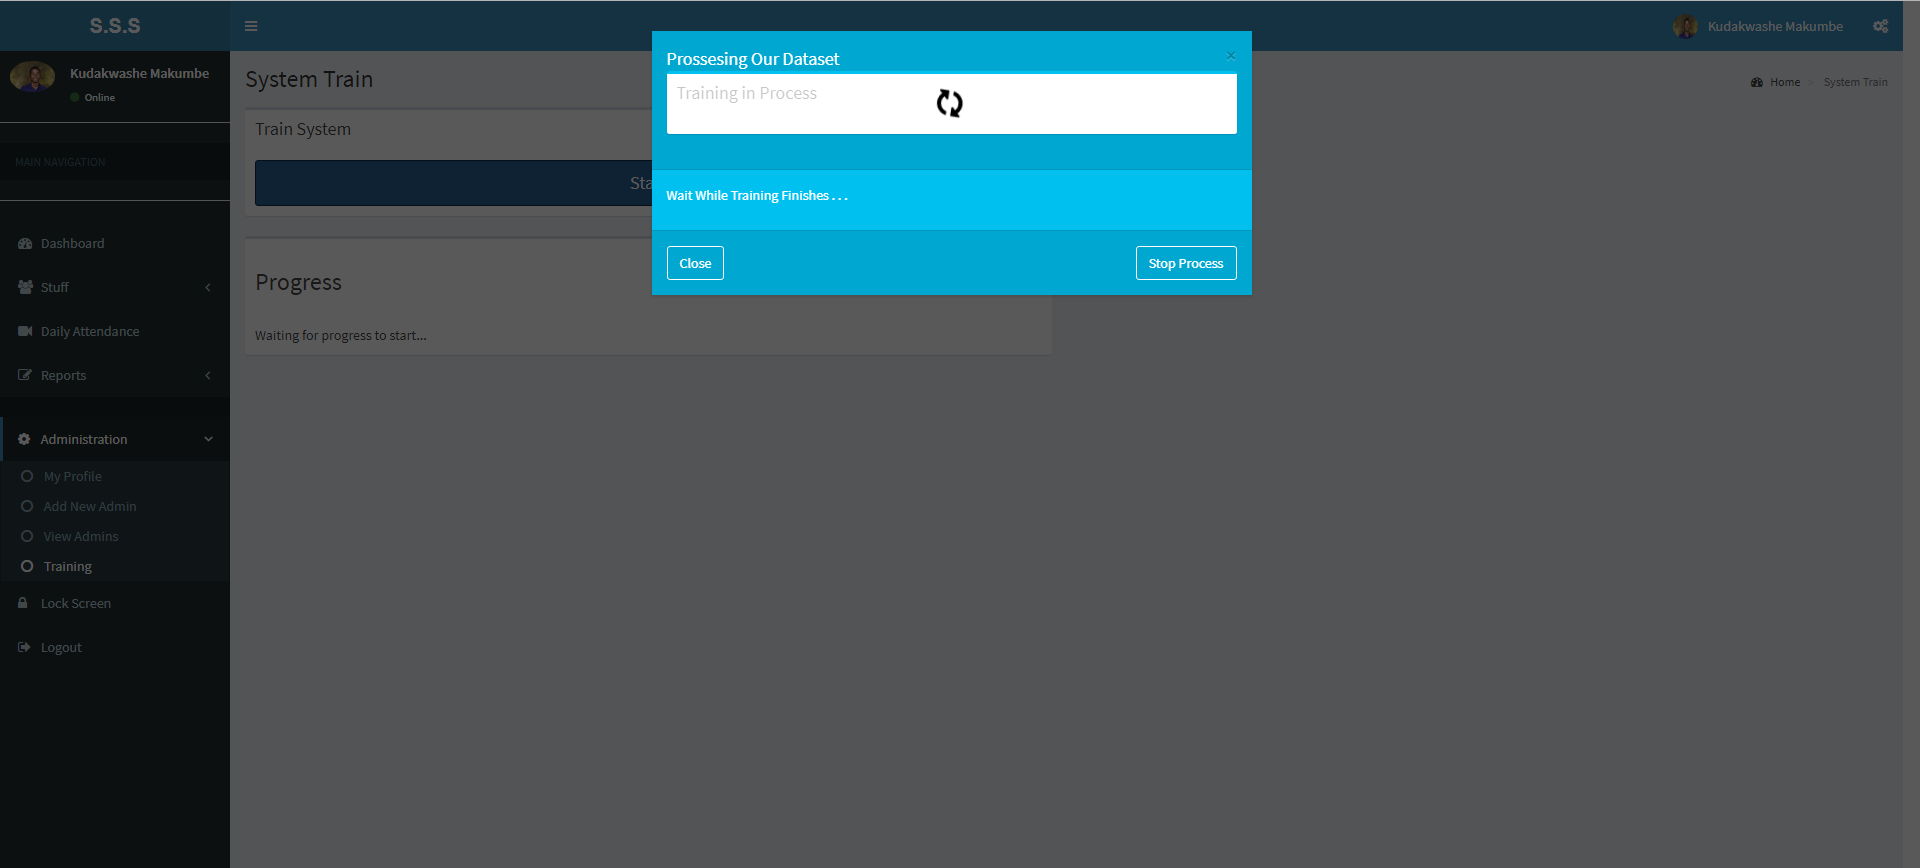 S.S.S
Kudakwashe Makumbe
Kudakwashe Makumbe
Online
MAIN NAVIGATION
Dashboard
Stuff
Daily Attendance
Reports
Administration
My Profile
Add New Admin
View Admins
Training
Lock Screen
Logout
System Train
Home > System Train
Train System
Sta
Progress
Waiting for progress to start...
Prossesing Our Dataset
×
Training in Process
Wait While Training Finishes . . .
Close
Stop Process